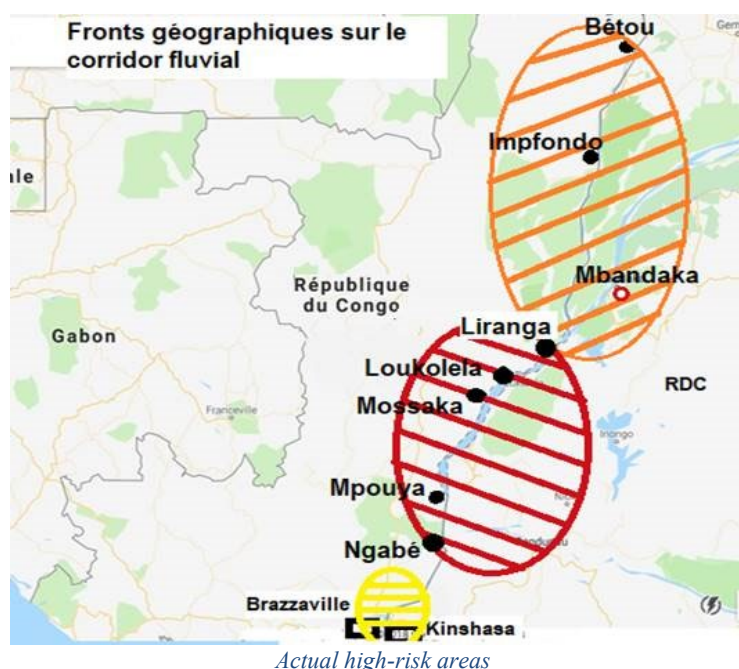 Fronts géographiques sur le
corridor fluvial
Bétou
Impfondo
Mbandaka
République
du Congo
Gabon
Liranga
Loukolela
Mossaka
RDC
Franceville
Inongo
Mpouya
Ngabé
Brazzaville
Kinshasa
Actual high-risk areas